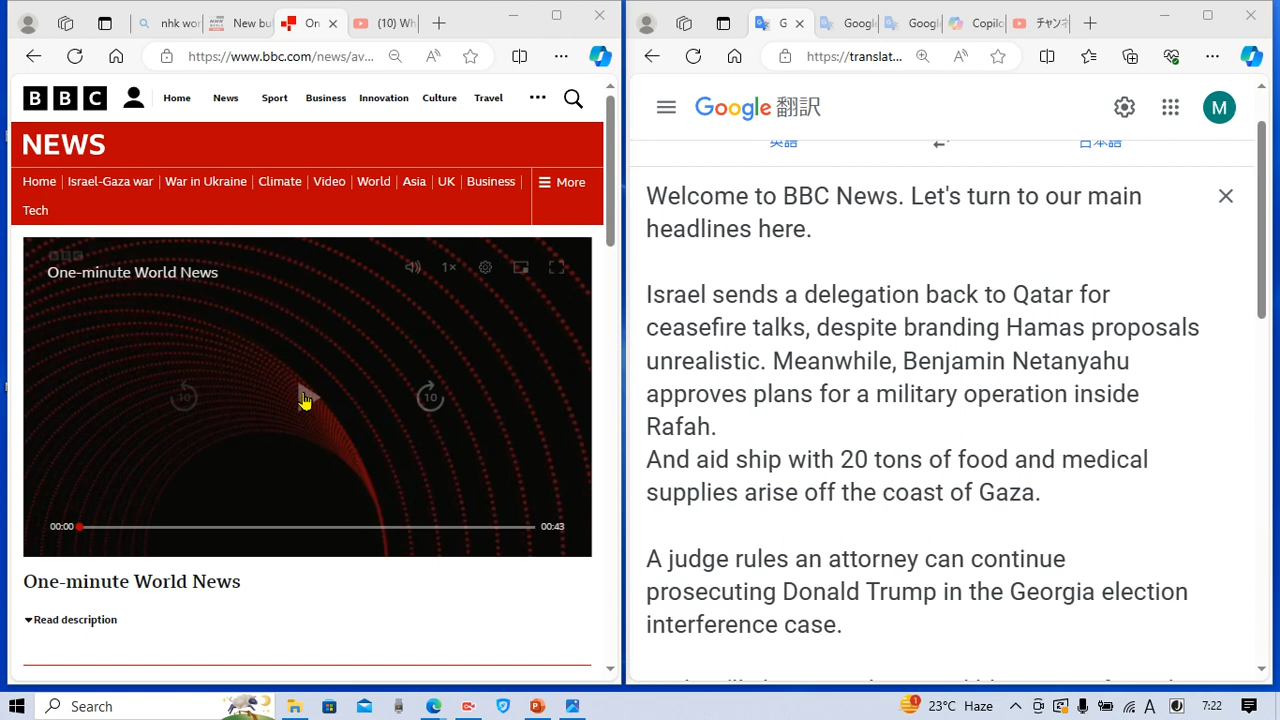 nhk wor
New bu
On
(10) Wh
https://www.bbc.com/news/av...
BBC
Home
News
Sport
Business
Innovation
Culture
Travel
NEWS
Home
Israel-Gaza war
War in Ukraine
Climate
Video
World
Asia
UK
Business
More
Tech
BBC
One-minute World News
1×
10
10
00:00
00:43
One-minute World News
Read description
G
Googl
Googl
Copilo
チャンネ
https://translat...
Google 翻訳
M
英語
日本語
Welcome to BBC News. Let's turn to our main
headlines here.
Israel sends a delegation back to Qatar for
ceasefire talks, despite branding Hamas proposals
unrealistic. Meanwhile, Benjamin Netanyahu
approves plans for a military operation inside
Rafah.
And aid ship with 20 tons of food and medical
supplies arise off the coast of Gaza.
A judge rules an attorney can continue
prosecuting Donald Trump in the Georgia election
interference case.
Search
1
23°C Haze
A
7:22